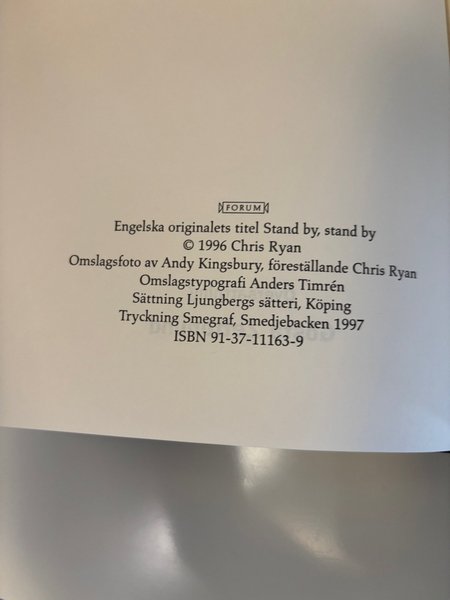 FORUM
Engelska originalets titel Stand by, stand by
© 1996 Chris Ryan
Omslagsfoto av Andy Kingsbury, föreställande Chris Ryan
Omslagstypografi Anders Timrén
Sättning Ljungbergs sätteri, Köping
Tryckning Smegraf, Smedjebacken 1997
ISBN 91-37-11163-9